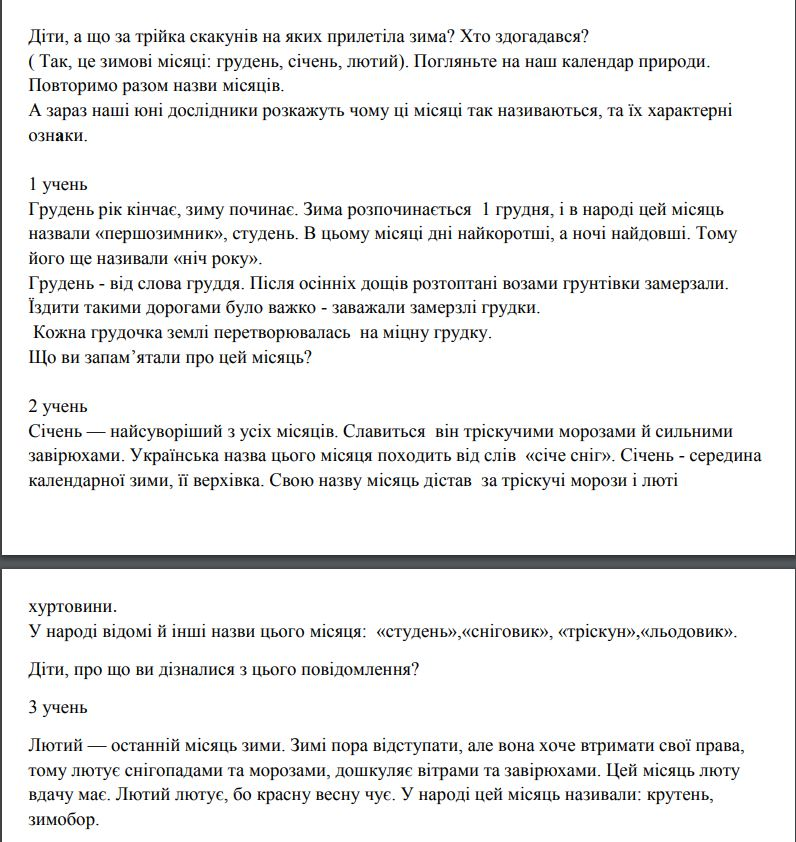 Діти, а що за трійка скакунів на яких прилетіла зима? Хто здогадався?
( Так, це зимові місяці: грудень, січень, лютий). Погляньте на наш календар природи.
Повторимо разом назви місяців.
А зараз наші юні дослідники розкажуть чому ці місяці так називаються, та їх характерні
ознаки.
1 учень
Грудень рік кінчає, зиму починає. Зима розпочинається 1 грудня, і в народі цей місяць
назвали «першозимник», студень. В цьому місяці дні найкоротші, а ночі найдовші. Тому
його ще називали «ніч року».
Грудень - від слова груддя. Після осінніх дощів розтоптані возами грунтівки замерзали.
Їздити такими дорогами було важко - заважали замерзлі грудки.
Кожна грудочка землі перетворювалась на міцну грудку.
Що ви запам’ятали про цей місяць?
2 учень
Січень — найсуворіший з усіх місяців. Славиться він тріскучими морозами й сильними
завірюхами. Українська назва цього місяця походить від слів «січе сніг». Січень - середина
календарної зими, її верхівка. Свою назву місяць дістав за тріскучі морози і люті
хуртовини.
У народі відомі й інші назви цього місяця: «студень»,«сніговик», «тріскун»,«льодовик».
Діти, про що ви дізналися з цього повідомлення?
3 учень
Лютий — останній місяць зими. Зимі пора відступати, але вона хоче втримати свої права,
тому лютує снігопадами та морозами, дошкуляє вітрами та завірюхами. Цей місяць люту
вдачу має. Лютий лютує, бо красну весну чує. У народі цей місяць називали: крутень,
зимобор.